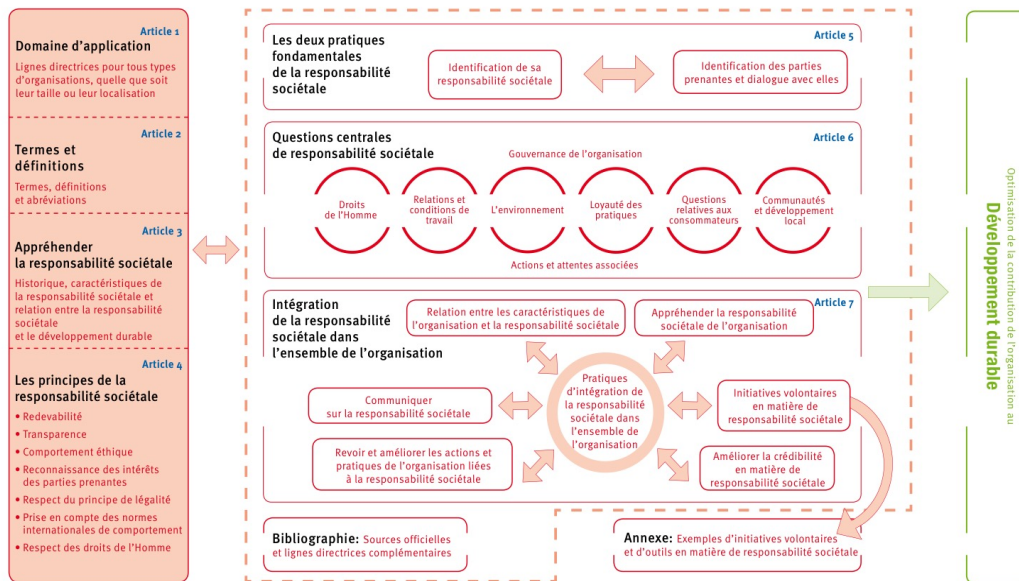 Article 1
Domaine d'application
Lignes directrices pour tous types
d'organisations, quelle que soit
leur taille ou leur localisation
Article 2
Termes et
définitions
Termes, définitions
et abréviations
Article 3
Appréhender
la responsabilité sociétale
Historique, caractéristiques de
la responsabilité sociétale et
relation entre la responsabilité
sociétale
et le développement durable
Article 4
Les principes de la
responsabilité sociétale
• Redevabilité
• Transparence
• Comportement éthique
• Reconnaissance des intérêts
des parties prenantes
• Respect du principe de légalité
• Prise en compte des normes
internationales de comportement
• Respect des droits de l'Homme
Article 5
Les deux pratiques
fondamentales
de la responsabilité
sociétale
Identification de sa
responsabilité sociétale
Identification des parties
prenantes et dialogue avec elles
Article 6
Questions centrales
de responsabilité sociétale
Gouvernance de l'organisation
Droits
de l'Homme
Relations et
conditions de
travail
L'environnement
Loyauté des
pratiques
Questions
relatives aux
consommateurs
Communautés
et développement
local
Actions et attentes associées
Article 7
Intégration
de la responsabilité
sociétale dans
l'ensemble de l'organisation
Relation entre les caractéristiques de
l'organisation et la responsabilité sociétale
Appréhender la responsabilité
sociétale de l'organisation
Pratiques
d'intégration de
la responsabilité
sociétale dans
l'ensemble de
l'organisation
Communiquer
sur la responsabilité sociétale
Initiatives volontaires
en matière de
responsabilité sociétale
Revoir et améliorer les actions et
pratiques de l'organisation liées
à la responsabilité sociétale
Améliorer la crédibilité
en matière de
responsabilité sociétale
Bibliographie: Sources officielles
et lignes directrices complémentaires
Annexe: Exemples d'initiatives volontaires
et d'outils en matière de responsabilité sociétale
Optimisation de la contribution de l'organisation au
Développement durable